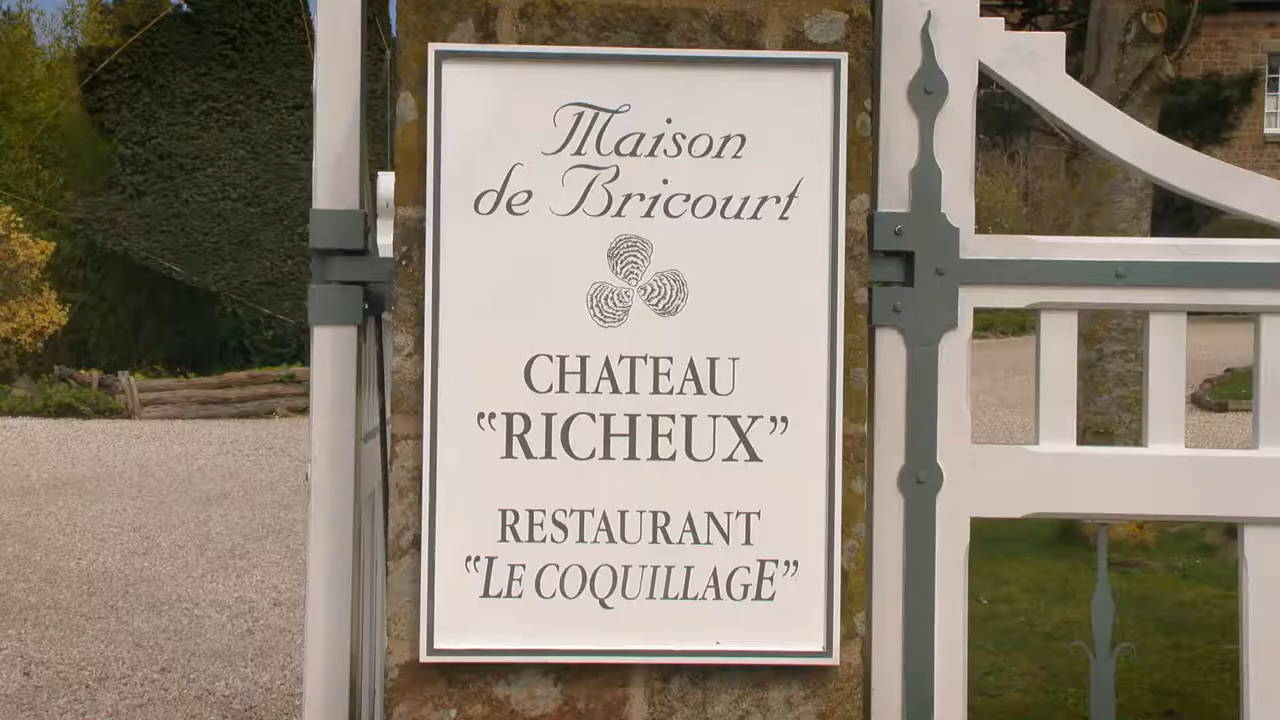 Maison
de Bricourt
CHATEAU
"RICHEUX"
RESTAURANT
"LE COQUILLAGE"